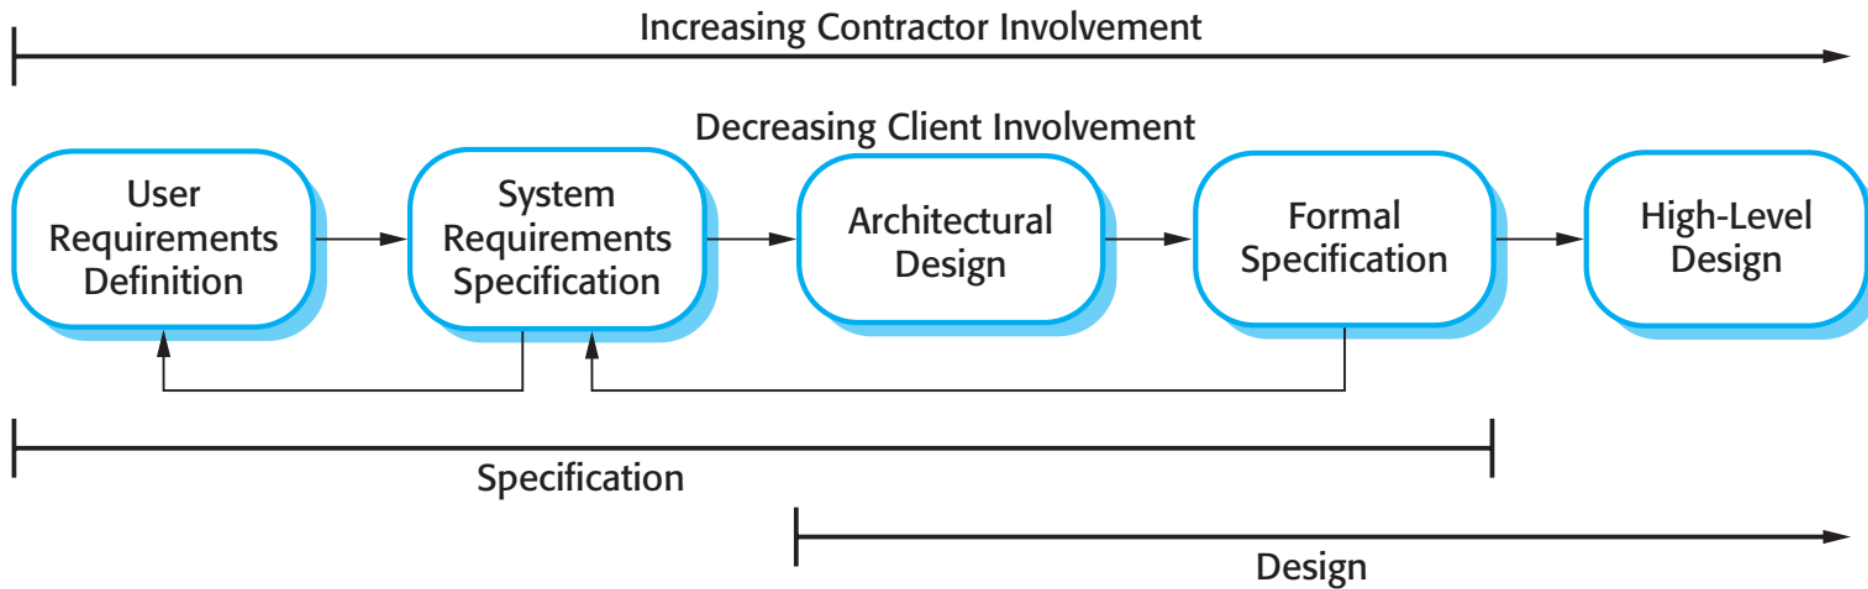 Increasing Contractor Involvement
Decreasing Client Involvement
User
Requirements
Definition
System
Requirements
Specification
Architectural
Design
Formal
Specification
High-Level
Design
Specification
Design